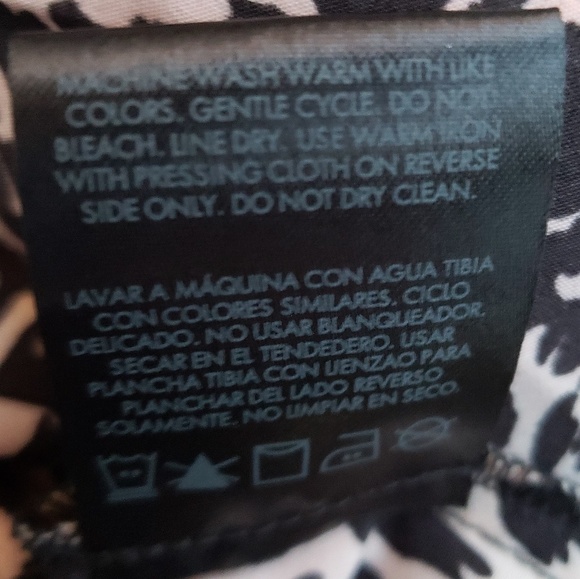 MACHINE WASH WARM WITH LIKE
COLORS. GENTLE CYCLE. DO NOT
BLEACH. LINE DRY. USE WARM IRON
WITH PRESSING CLOTH ON REVERSE
SIDE ONLY. DO NOT DRY CLEAN.
LAVAR A MÁQUINA CON AGUA TIBIA
CON COLORES SIMILARES. CICLO
DELICADO. NO USAR BLANQUEADOR.
SECAR EN EL TENDEDERO. USAR
PLANCHA TIBIA CON LIENZAO PARA
PLANCHAR DEL LADO REVERSO
SOLAMENTE. NO LIMPIAR EN SECO.